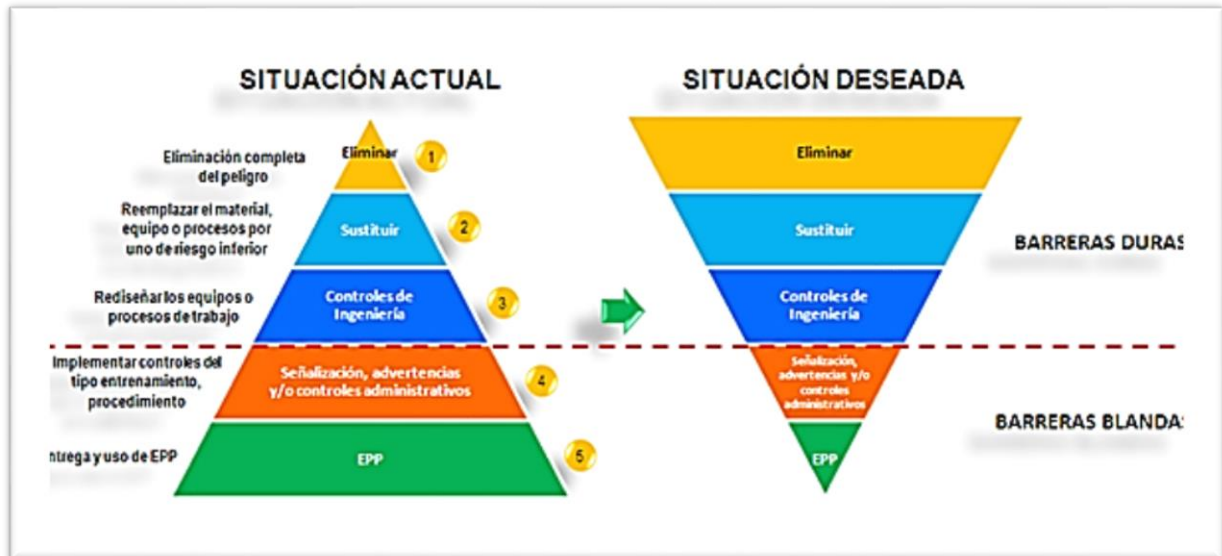 SITUACIÓN ACTUAL
Eliminación completa
del peligro
Eliminar
1
Reemplazar el material,
equipo o procesos por
uno de riesgo inferior
Sustituir
2
Rediseñar los equipos o
procesos de trabajo
Controles de
Ingeniería
3
Implementar controles del
tipo entrenamiento,
procedimiento
Señalización, advertencias
y/o controles administrativos
4
ntrega y uso de EPP
EPP
5
SITUACIÓN DESEADA
Eliminar
Sustituir
Controles de
Ingeniería
Señalización,
advertencias y/o
controles
administrativos
EPP
BARRERAS DURAS
BARRERAS BLANDAS